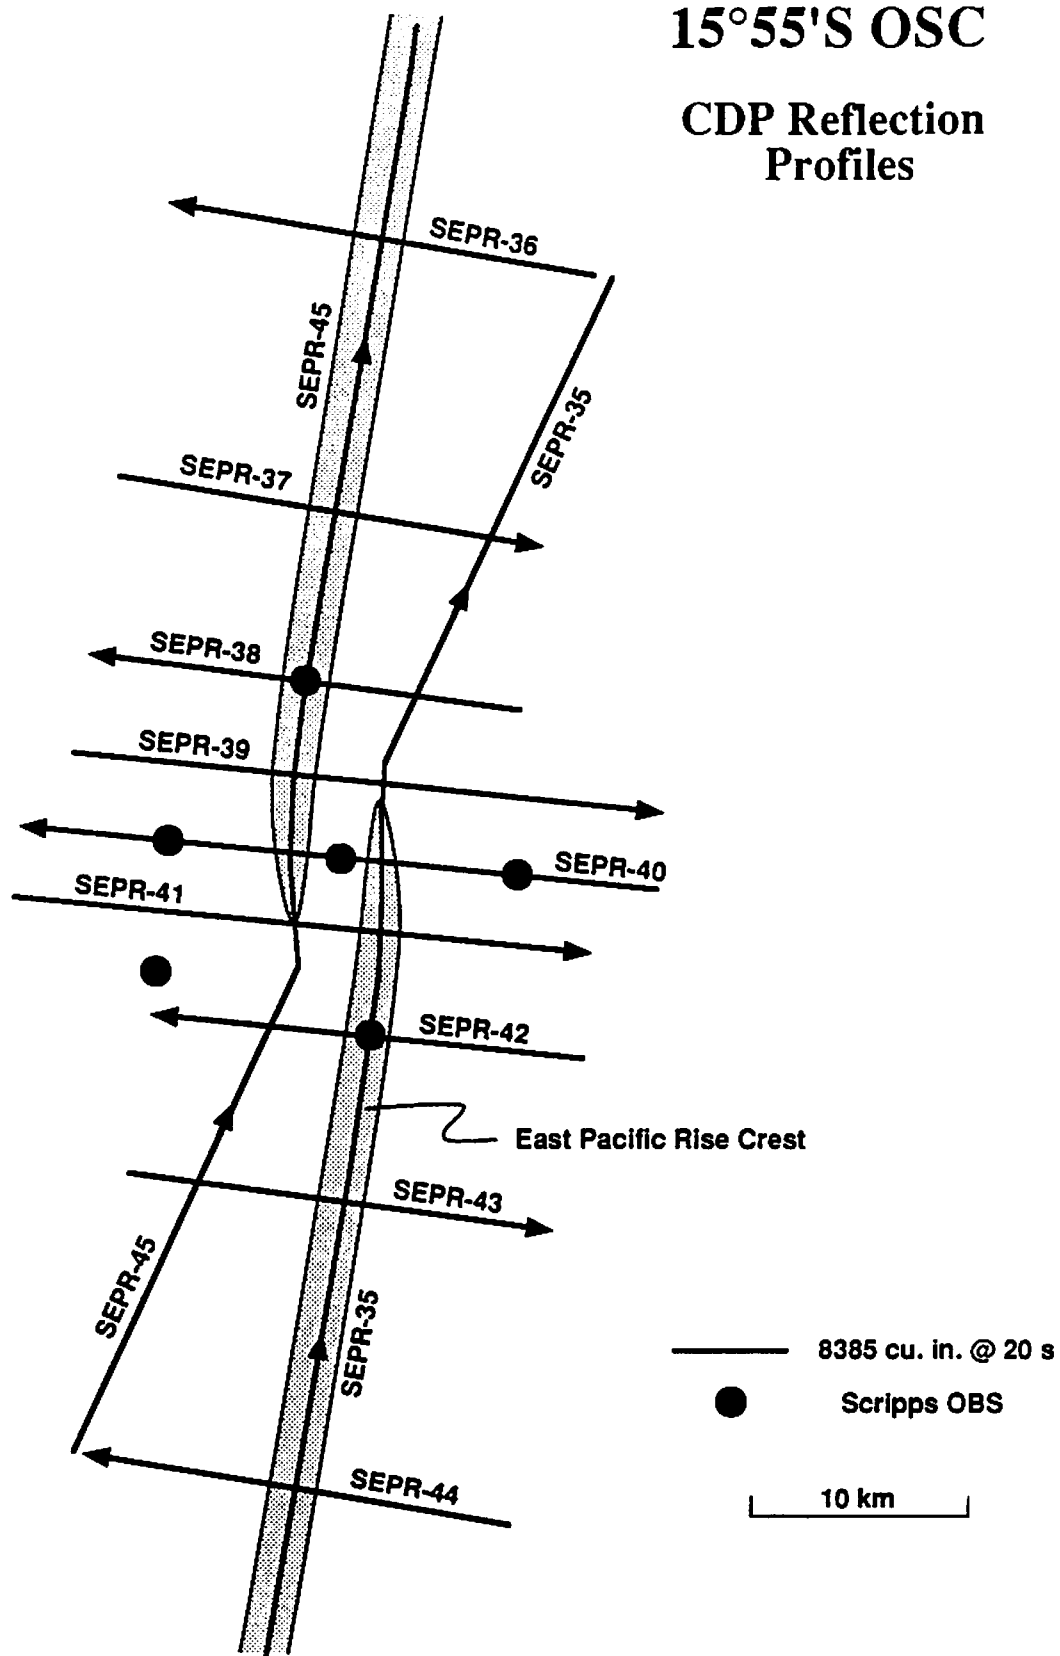 15°55'S OSC
CDP Reflection
Profiles
SEPR-36
SEPR-45
SEPR-35
SEPR-37
SEPR-38
SEPR-39
SEPR-40
SEPR-41
SEPR-42
East Pacific Rise Crest
SEPR-43
SEPR-45
SEPR-35
8385 cu. in. @ 20 s
Scripps OBS
SEPR-44
10 km